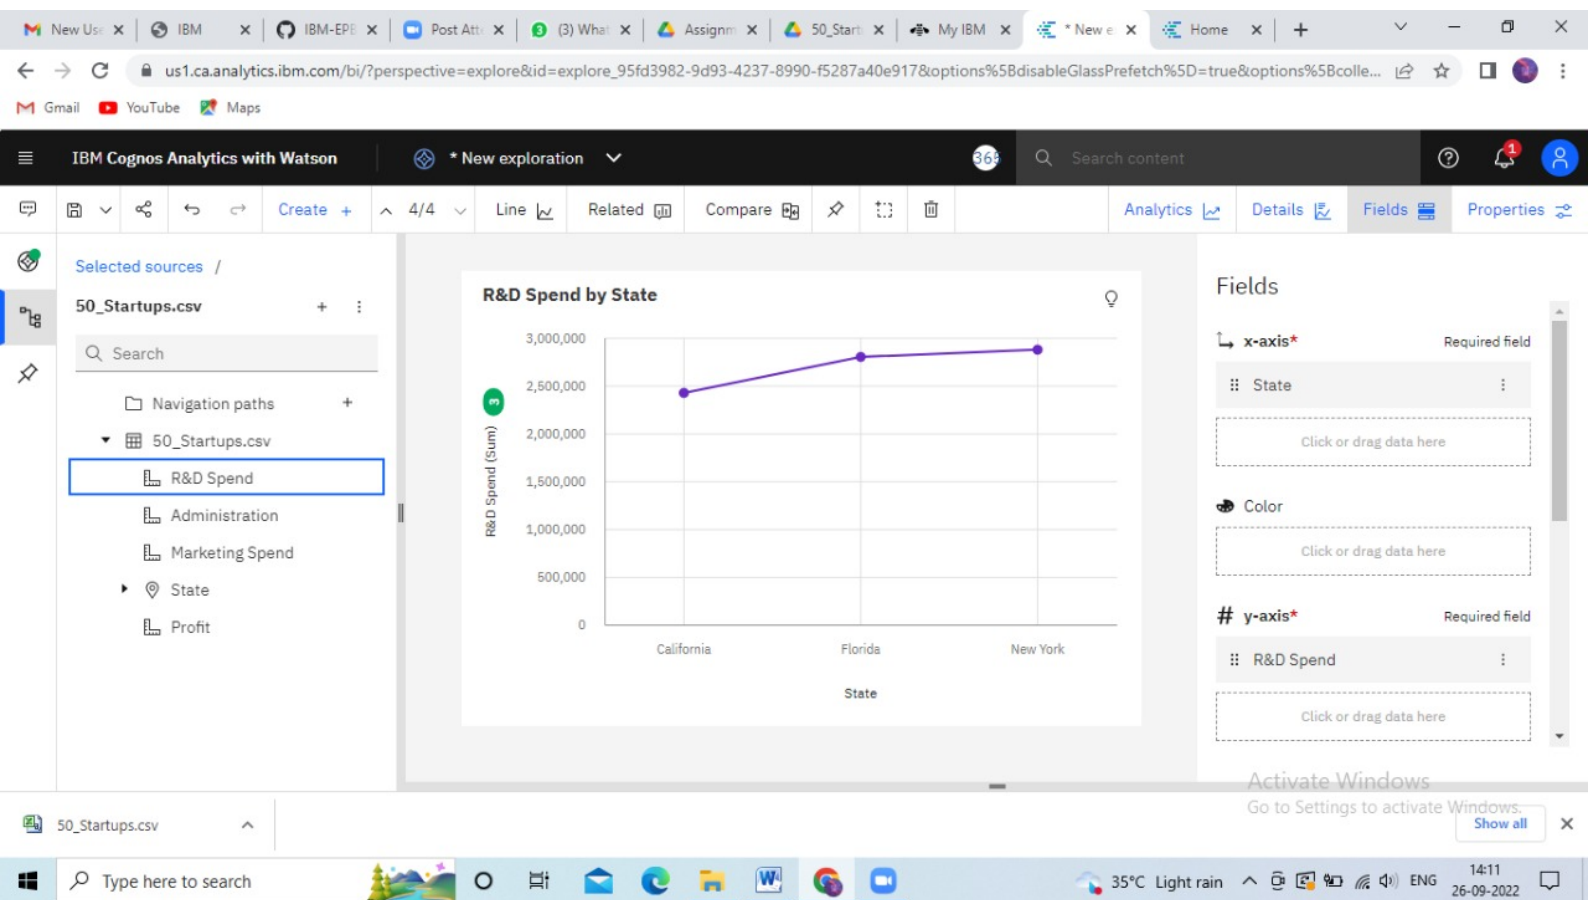 New Use
IBM
IBM-EPB
Post Att
3 (3) What
Assignm
50_Start
My IBM
* New e
Home
us1.ca.analytics.ibm.com/bi/?perspective=explore&id=explore_95fd3982-9d93-4237-8990-f5287a40e917&options%5BdisableGlassPrefetch%5D=true&options%5Bcolle...
Gmail YouTube Maps
IBM Cognos Analytics with Watson * New exploration 365 Search content 1
Create + 4/4 Line Related Compare Analytics Details Fields Properties
Selected sources /
50_Startups.csv
Search
Navigation paths
50_Startups.csv
R&D Spend
Administration
Marketing Spend
State
Profit
R&D Spend by State
3,000,000
2,500,000
2,000,000
1,500,000
1,000,000
500,000
0
R&D Spend (Sum) 3
California Florida New York
State
Fields
x-axis* Required field
State
Click or drag data here
Color
Click or drag data here
# y-axis* Required field
R&D Spend
Click or drag data here
Activate Windows
Go to Settings to activate Windows.
50_Startups.csv
Show all
Type here to search
35°C Light rain
ENG
14:11
26-09-2022